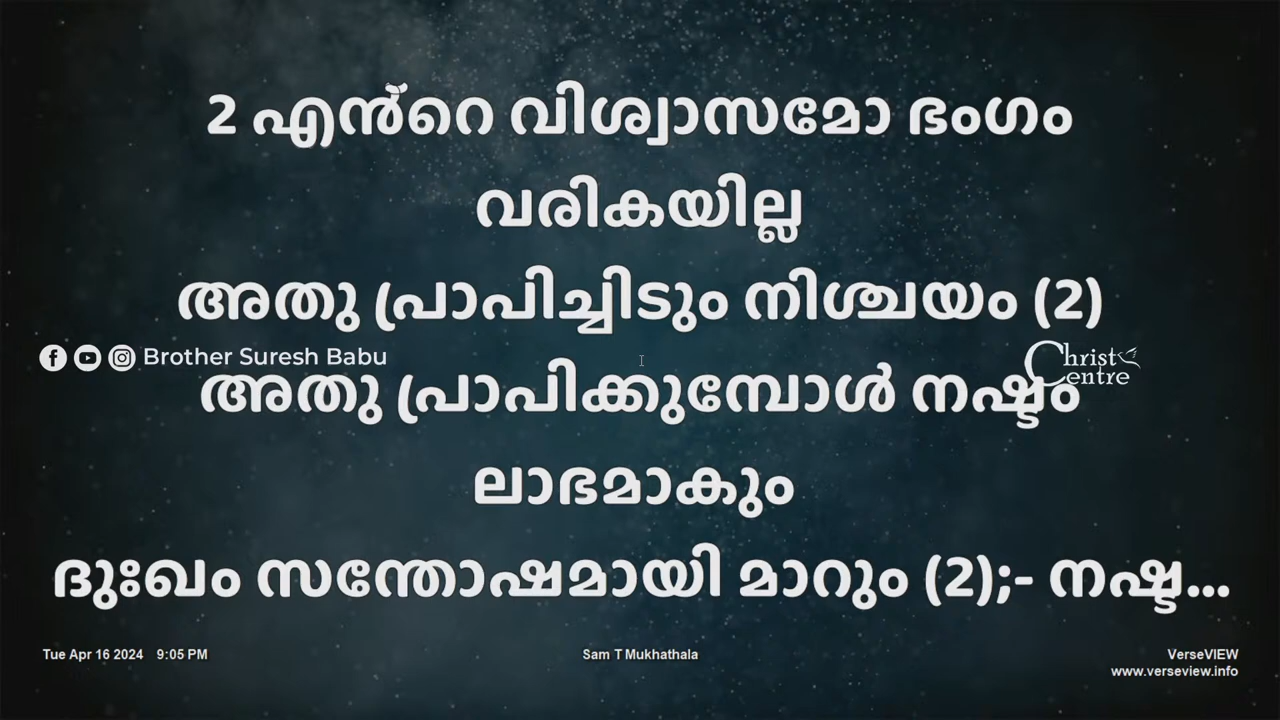 2 എൻ്റെ വിശ്വാസമോ ഭംഗം
വരികയില്ല
അതു പ്രാപിച്ചിടും നിശ്ചയം (2)
Brother Suresh Babu
Christ
Centre
അതു പ്രാപിക്കുമ്പോൾ നഷ്ടം
ലാഭമാകും
ദുഃഖം സന്തോഷമായി മാറും (2);- നഷ്ട...
Tue Apr 16 2024 9:05 PM
Sam T Mukhathala
VerseVIEW
www.verseview.info